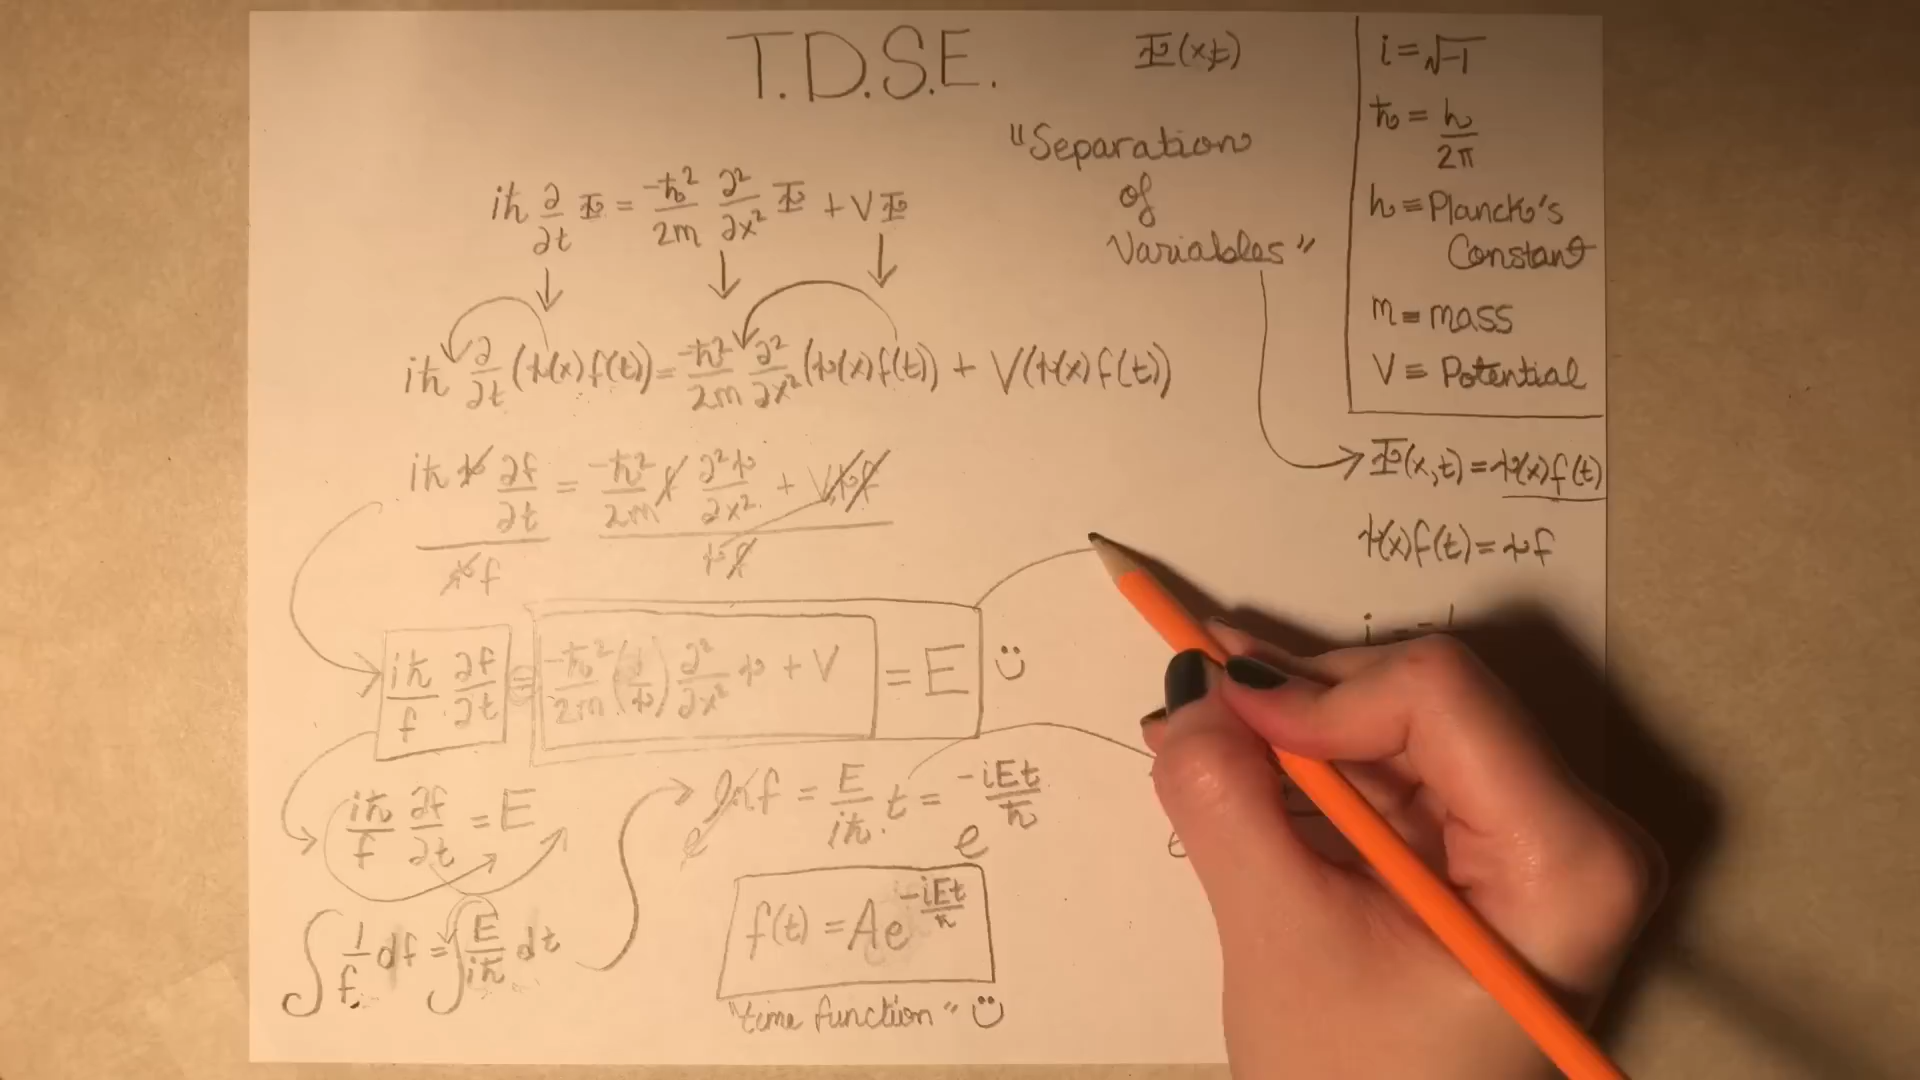 T.D.S.E.
Ψ(x,t)
"Separation
of
Variables"
i = √-1
ħ = h/2π
h ≡ Planck's
Constant
m ≡ mass
V ≡ Potential
iħ ∂/∂t Ψ = -ħ²/2m ∂²/∂x² Ψ + VΨ
iħ ∂/∂t (ψ(x)f(t)) = -ħ²/2m ∂²/∂x² (ψ(x)f(t)) + V(ψ(x)f(t))
Ψ(x,t) = ψ(x)f(t)
iħ ψ ∂f/∂t = -ħ²/2m f ∂²ψ/∂x² + Vψf
ψf ψf
ψ(x)f(t) = ψf
iħ/f ∂f/∂t = -ħ²/2m (1/ψ) ∂²/∂x² ψ + V = E
iħ/f ∂f/∂t = E
ln f = E/iħ t = -iEt/ħ
e e
∫ 1/f df = ∫ E/iħ dt
f(t) = Ae^-iEt/ħ
"time function"